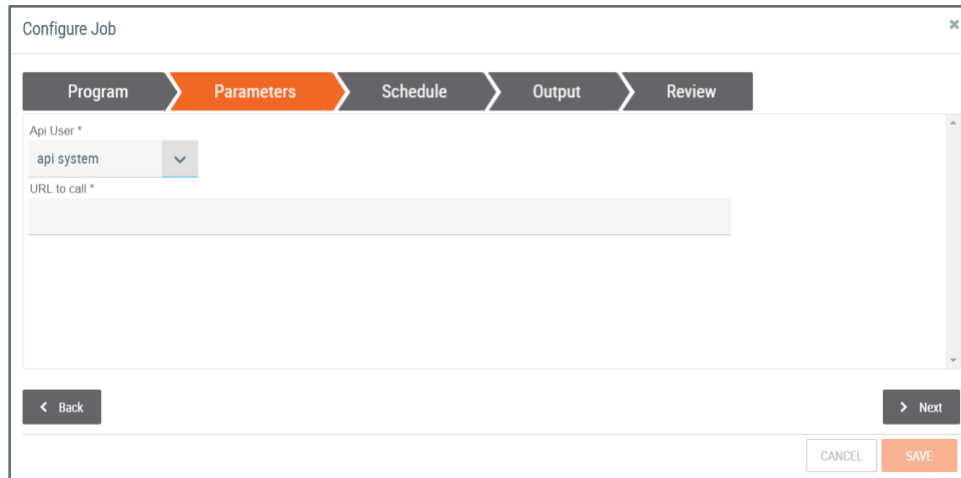 Configure Job
Program Parameters Schedule Output Review
Api User *
api system
URL to call *
Back Next
CANCEL SAVE